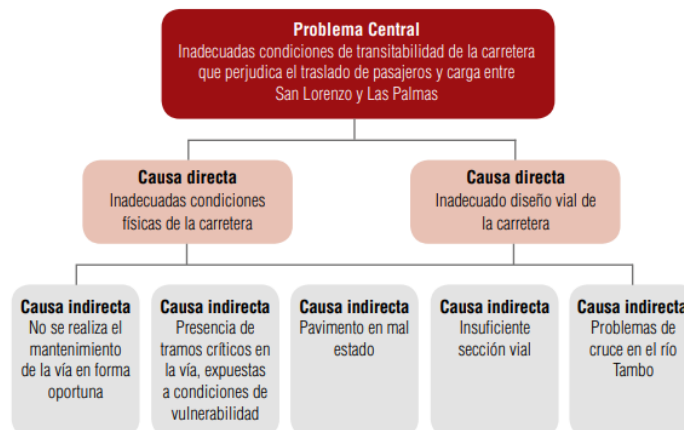 Problema Central
Inadecuadas condiciones de transitabilidad de la carretera
que perjudica el traslado de pasajeros y carga entre
San Lorenzo y Las Palmas
Causa directa
Inadecuadas condiciones
físicas de la carretera
Causa directa
Inadecuado diseño vial de
la carretera
Causa indirecta
No se realiza el
mantenimiento
de la vía en forma
oportuna
Causa indirecta
Presencia de
tramos críticos en
la vía, expuestas
a condiciones de
vulnerabilidad
Causa indirecta
Pavimento en mal
estado
Causa indirecta
Insuficiente
sección vial
Causa indirecta
Problemas de
cruce en el río
Tambo